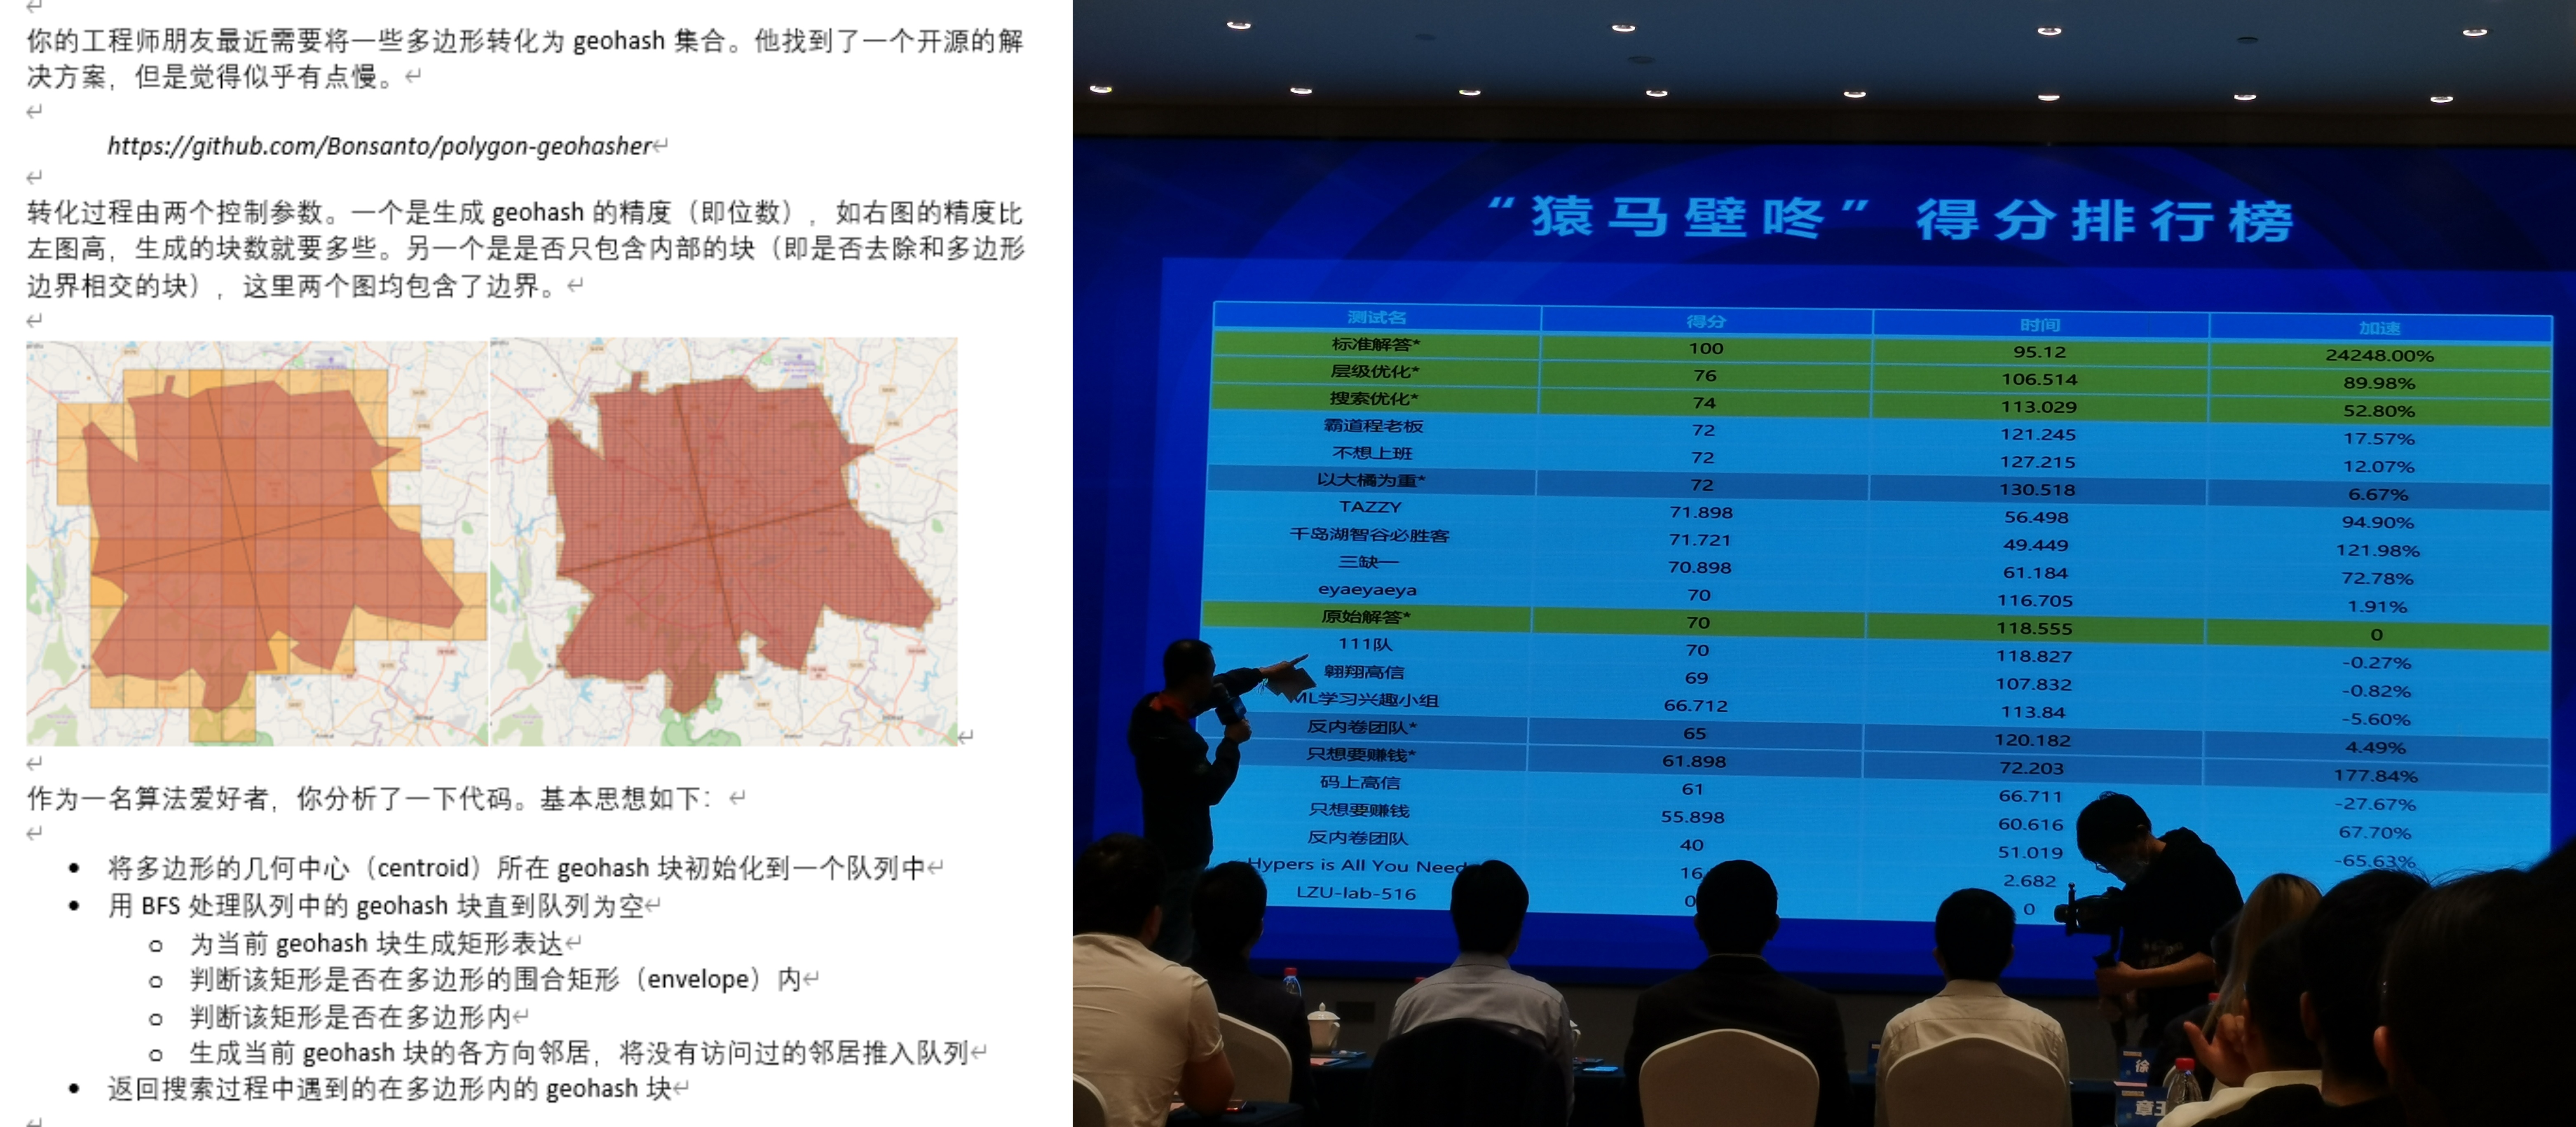 你的工程师朋友最近需要将一些多边形转化为 geohash 集合。他找到了一个开源的解
决方案，但是觉得似乎有点慢。
https://github.com/Bonsanto/polygon-geohasher
转化过程由两个控制参数。一个是生成 geohash 的精度（即位数），如右图的精度比
左图高，生成的块数就要多些。另一个是是否只包含内部的块（即是否去除和多边形
边界相交的块），这里两个图均包含了边界。
作为一名算法爱好者，你分析了一下代码。基本思想如下：
• 将多边形的几何中心（centroid）所在 geohash 块初始化到一个队列中
• 用 BFS 处理队列中的 geohash 块直到队列为空
o 为当前 geohash 块生成矩形表达
o 判断该矩形是否在多边形的围合矩形（envelope）内
o 判断该矩形是否在多边形内
o 生成当前 geohash 块的各方向邻居，将没有访问过的邻居推入队列
• 返回搜索过程中遇到的在多边形内的 geohash 块
“猿马壁咚”得分排行榜
测试名 得分 时间 加速
标准解答* 100 95.12 24248.00%
层级优化* 76 106.514 89.98%
搜索优化* 74 113.029 52.80%
霸道程老板 72 121.245 17.57%
不想上班 72 127.215 12.07%
以大橘为重* 72 130.518 6.67%
TAZZY 71.898 56.498 94.90%
千岛湖智谷必胜客 71.721 49.449 121.98%
三缺一 70.898 61.184 72.78%
eyaeyaeya 70 116.705 1.91%
原始解答* 70 118.555 0
111队 70 118.827 -0.27%
翱翔高信 69 107.832 -0.82%
ML学习兴趣小组 66.712 113.84 -5.60%
反内卷团队* 65 120.182 4.49%
只想要赚钱* 61.898 72.203 177.84%
码上高信 61 66.711 -27.67%
只想要赚钱 55.898 60.616 67.70%
反内卷团队 40 51.019 -65.63%
Hypers is All You Need 16 2.682
LZU-lab-516 0 0